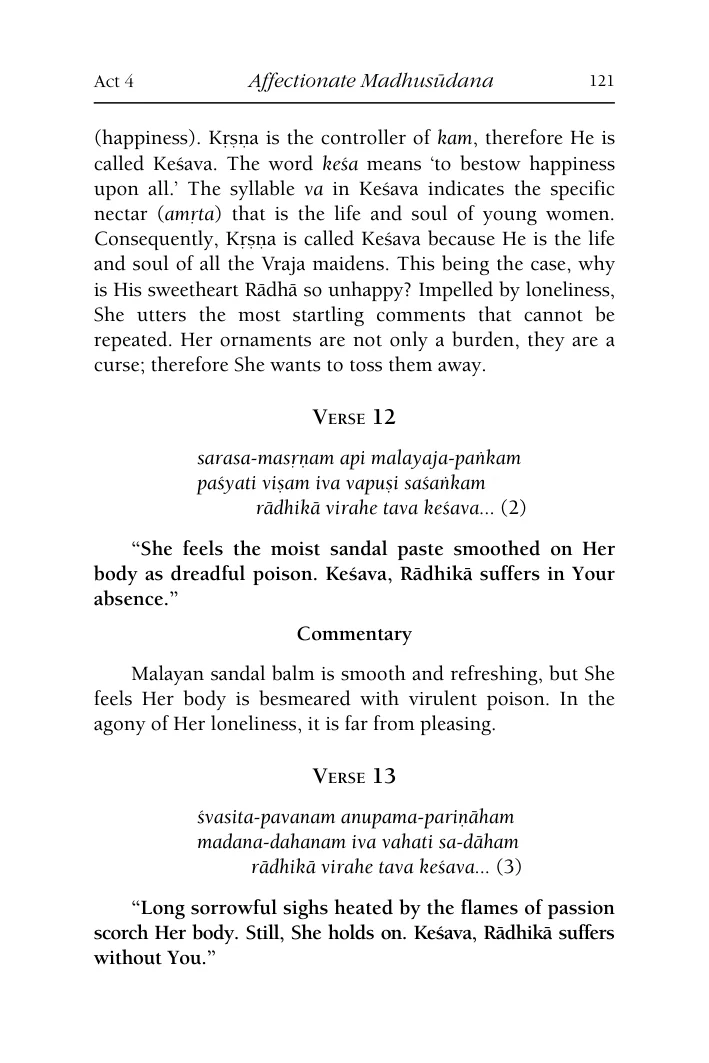 Act 4 Affectionate Madhusūdana 121
(happiness). Kṛṣṇa is the controller of kam, therefore He is
called Keśava. The word keśa means ‘to bestow happiness
upon all.’ The syllable va in Keśava indicates the specific
nectar (amṛta) that is the life and soul of young women.
Consequently, Kṛṣṇa is called Keśava because He is the life
and soul of all the Vraja maidens. This being the case, why
is His sweetheart Rādhā so unhappy? Impelled by loneliness,
She utters the most startling comments that cannot be
repeated. Her ornaments are not only a burden, they are a
curse; therefore She wants to toss them away.
Verse 12
sarasa-masṛṇam api malayaja-paṅkam
paśyati viṣam iva vapuṣi saśaṅkam
rādhikā virahe tava keśava... (2)
“She feels the moist sandal paste smoothed on Her
body as dreadful poison. Keśava, Rādhikā suffers in Your
absence.”
Commentary
Malayan sandal balm is smooth and refreshing, but She
feels Her body is besmeared with virulent poison. In the
agony of Her loneliness, it is far from pleasing.
Verse 13
śvasita-pavanam anupama-pariṇāham
madana-dahanam iva vahati sa-dāham
rādhikā virahe tava keśava... (3)
“Long sorrowful sighs heated by the flames of passion
scorch Her body. Still, She holds on. Keśava, Rādhikā suffers
without You.”